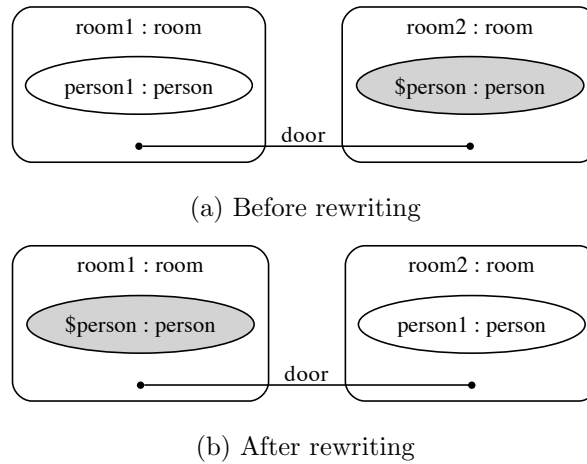 room1 : room room2 : room
person1 : person $person : person
door
(a) Before rewriting
room1 : room room2 : room
$person : person person1 : person
door
(b) After rewriting